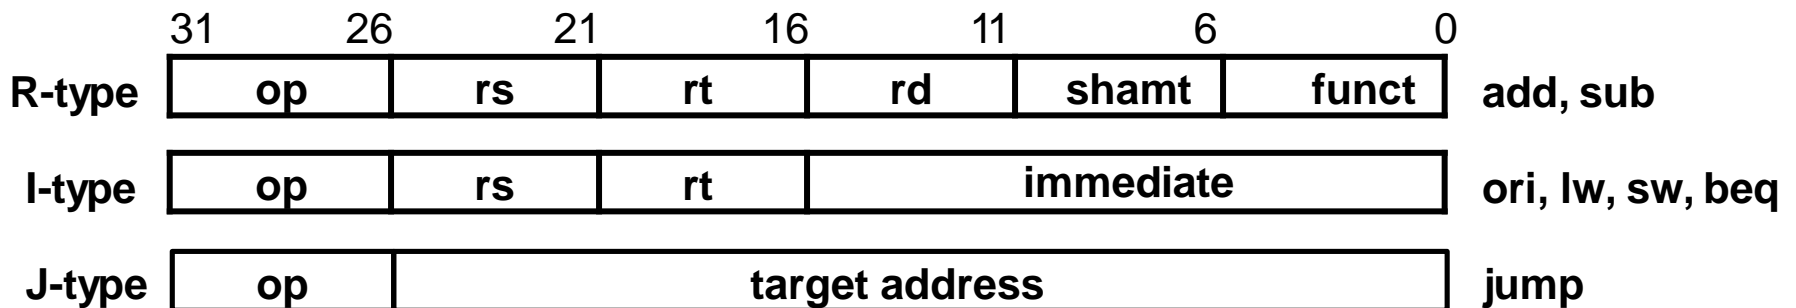 31 26 21 16 11 6 0
R-type op rs rt rd shamt funct add, sub
I-type op rs rt immediate ori, lw, sw, beq
J-type op target address jump